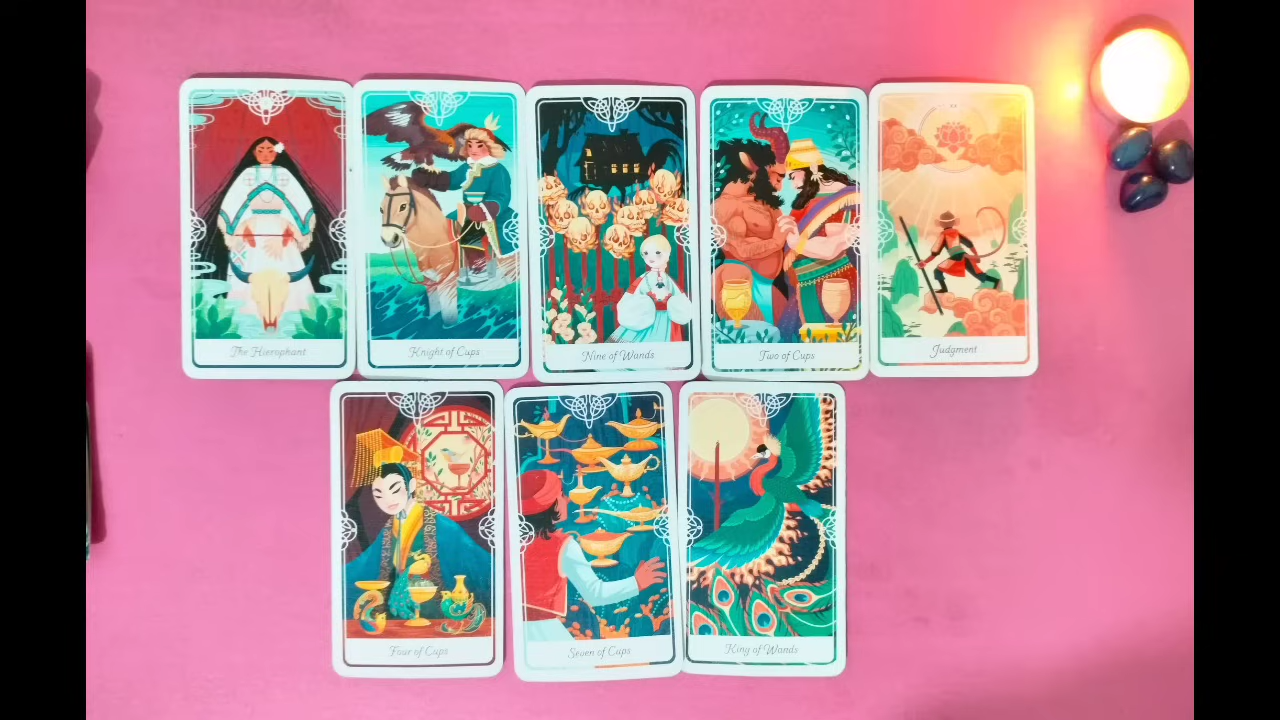 The Hierophant
Knight of Cups
Nine of Wands
Two of Cups
Judgment
Four of Cups
Seven of Cups
King of Wands